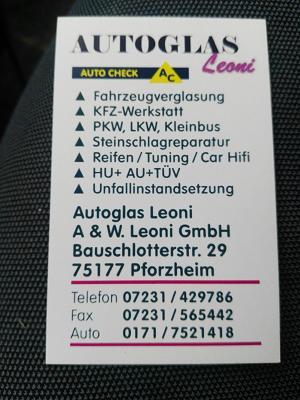 AUTOGLAS
Leoni
AUTO CHECK AC
▲ Fahrzeugverglasung
▲ KFZ-Werkstatt
▲ PKW, LKW, Kleinbus
▲ Steinschlagreparatur
▲ Reifen / Tuning / Car Hifi
▲ HU+ AU+TÜV
▲ Unfallinstandsetzung
Autoglas Leoni
A & W. Leoni GmbH
Bauschlotterstr. 29
75177 Pforzheim
Telefon 07231 / 429786
Fax 07231 / 565442
Auto 0171 / 7521418